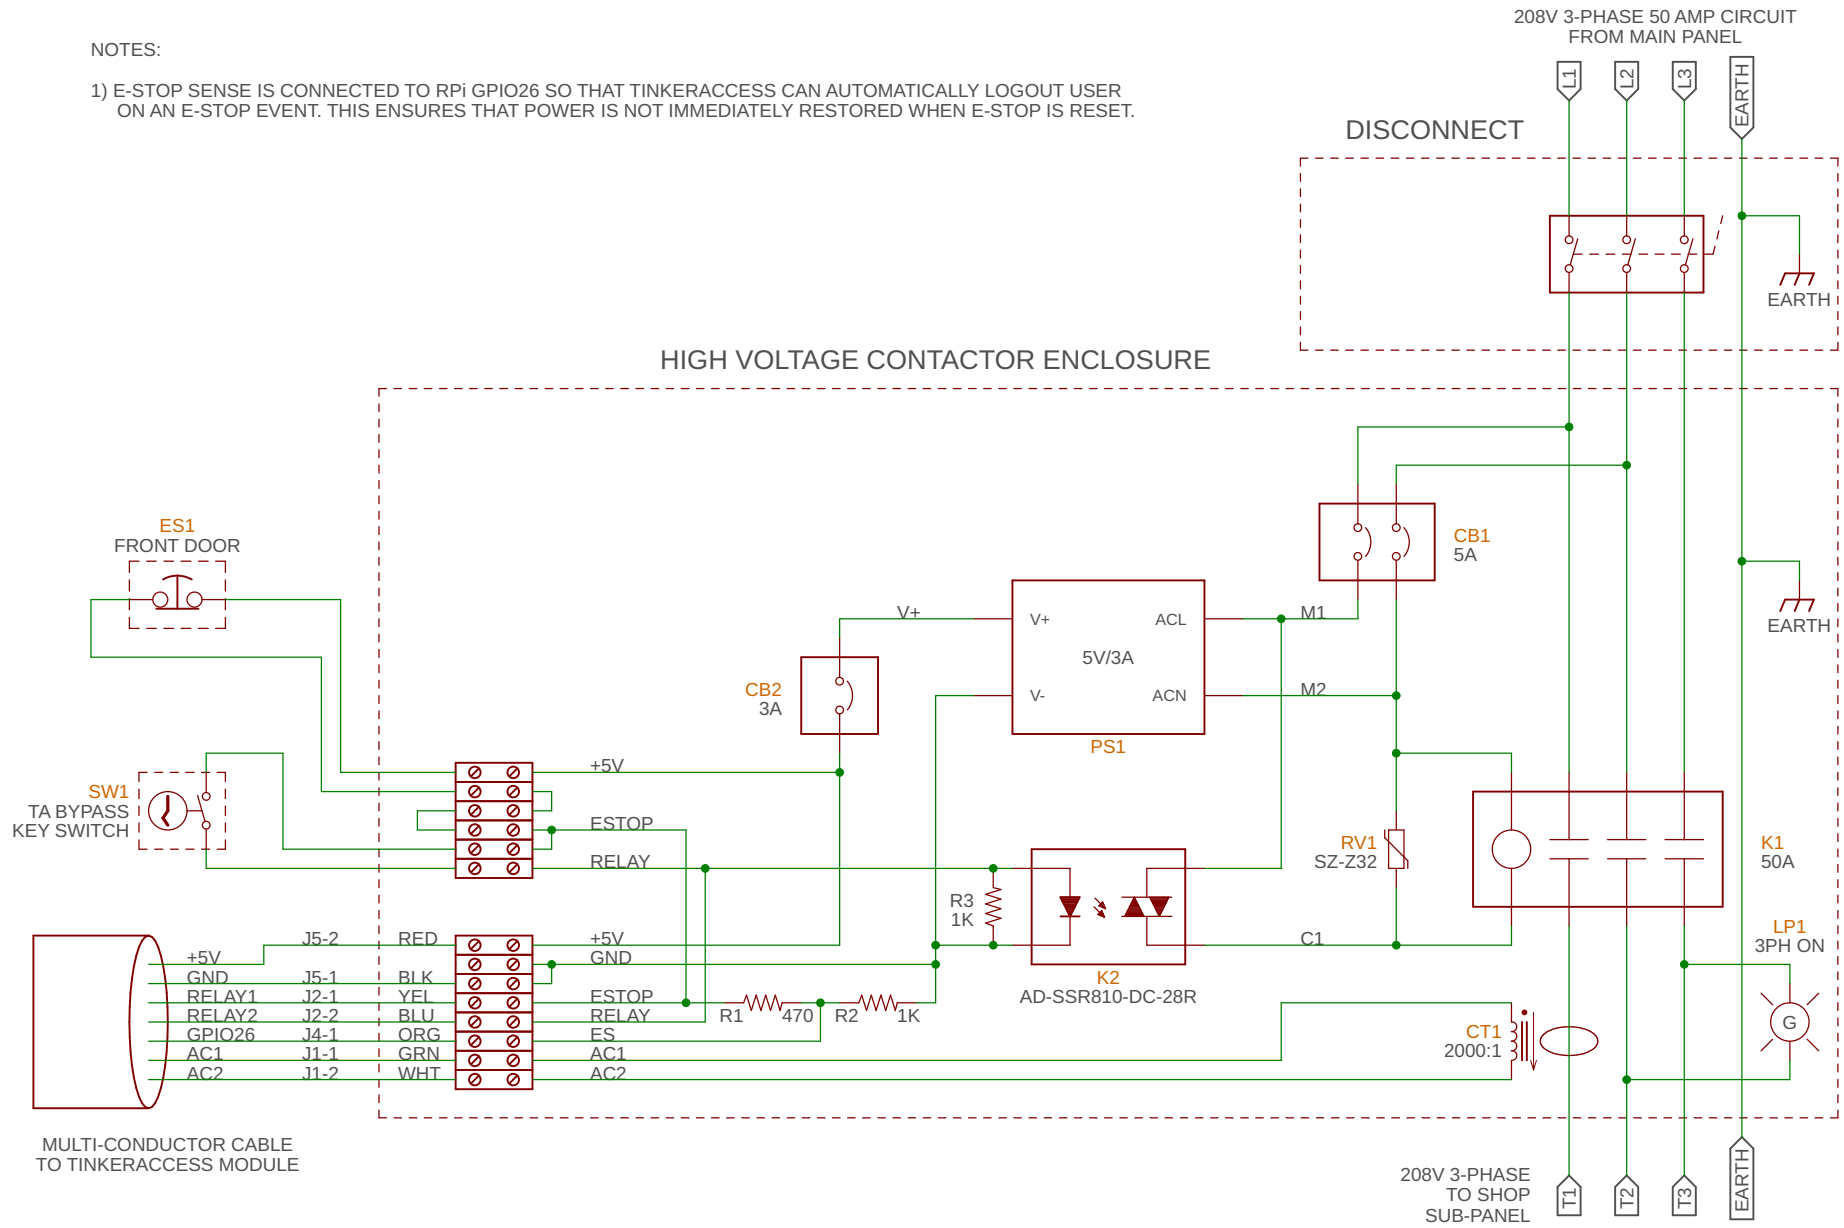 208V 3-PHASE 50 AMP CIRCUIT
FROM MAIN PANEL
NOTES:
1) E-STOP SENSE IS CONNECTED TO RPi GPIO26 SO THAT TINKERACCESS CAN AUTOMATICALLY LOGOUT USER
ON AN E-STOP EVENT. THIS ENSURES THAT POWER IS NOT IMMEDIATELY RESTORED WHEN E-STOP IS RESET.
L1
L2
L3
EARTH
DISCONNECT
EARTH
HIGH VOLTAGE CONTACTOR ENCLOSURE
ES1
FRONT DOOR
CB1
5A
EARTH
V+
V+
ACL
M1
5V/3A
CB2
3A
V-
ACN
M2
PS1
+5V
SW1
TA BYPASS
KEY SWITCH
ESTOP
RELAY
RV1
SZ-Z32
K1
50A
R3
1K
LP1
3PH ON
J5-2
RED
+5V
C1
+5V
GND
GND
J5-1
BLK
K2
AD-SSR810-DC-28R
RELAY1
J2-1
YEL
ESTOP
RELAY2
J2-2
BLU
RELAY
R1
470
R2
1K
G
GPIO26
J4-1
ORG
ES
CT1
2000:1
AC1
J1-1
GRN
AC1
AC2
J1-2
WHT
AC2
MULTI-CONDUCTOR CABLE
TO TINKERACCESS MODULE
208V 3-PHASE
TO SHOP
SUB-PANEL
T1
T2
T3
EARTH